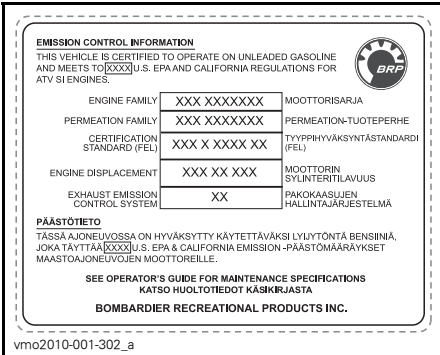 EMISSION CONTROL INFORMATION
THIS VEHICLE IS CERTIFIED TO OPERATE ON UNLEADED GASOLINE
AND MEETS TO XXXX U.S. EPA AND CALIFORNIA REGULATIONS FOR
ATV SI ENGINES.
BRP
ENGINE FAMILY XXX XXXXXXX MOOTTORISARJA
PERMEATION FAMILY XXX XXXXXXX PERMEATION-TUOTEPERHE
CERTIFICATION
STANDARD (FEL) XXX X XXXX XX TYYPPIHYVÄKSYNTÄSTANDARDI
(FEL)
ENGINE DISPLACEMENT XXX XX XXX MOOTTORIN
SYLINTERITILAVUUS
EXHAUST EMISSION
CONTROL SYSTEM XX PAKOKAASUJEN
HALLINTAJÄRJESTELMÄ
PÄÄSTÖTIETO
TÄSSÄ AJONEUVOSSA ON HYVÄKSYTTY KÄYTETTÄVÄKSI LYIJYTÖNTÄ BENSIINIÄ,
JOKA TÄYTTÄÄ XXXX U.S. EPA & CALIFORNIA EMISSION -PÄÄSTÖMÄÄRÄYKSET
MAASTOAJONEUVOJEN MOOTTOREILLE.
SEE OPERATOR'S GUIDE FOR MAINTENANCE SPECIFICATIONS
KATSO HUOLTOTIEDOT KÄSIKIRJASTA
BOMBARDIER RECREATIONAL PRODUCTS INC.
vmo2010-001-302_a